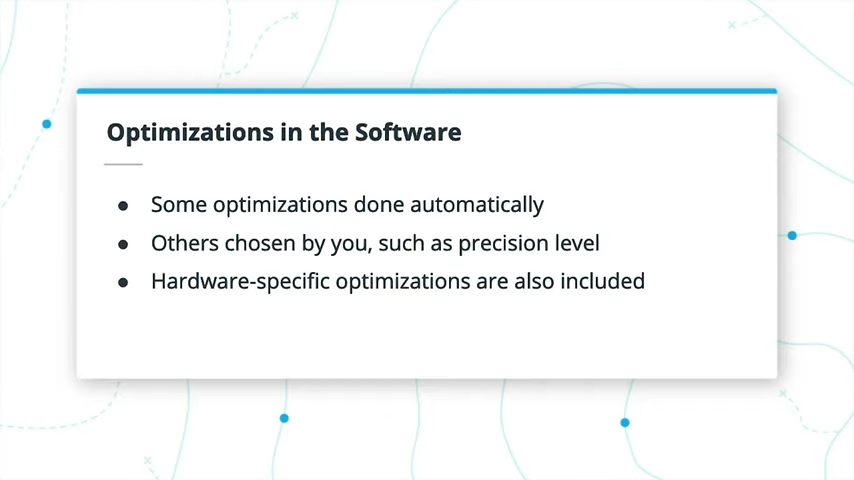 Optimizations in the Software
● Some optimizations done automatically
● Others chosen by you, such as precision level
● Hardware-specific optimizations are also included